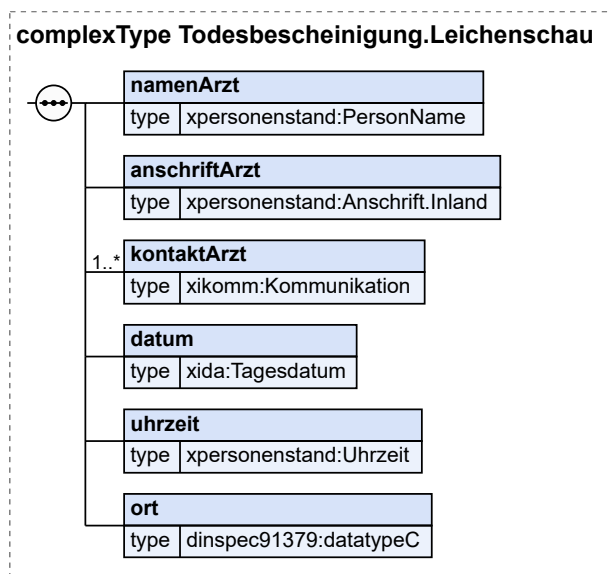 complexType Todesbescheinigung.Leichenschau
namenArzt
type xpersonenstand:PersonName
anschriftArzt
type xpersonenstand:Anschrift.Inland
1..* kontaktArzt
type xikomm:Kommunikation
datum
type xida:Tagesdatum
uhrzeit
type xpersonenstand:Uhrzeit
ort
type dinspec91379:datatypeC